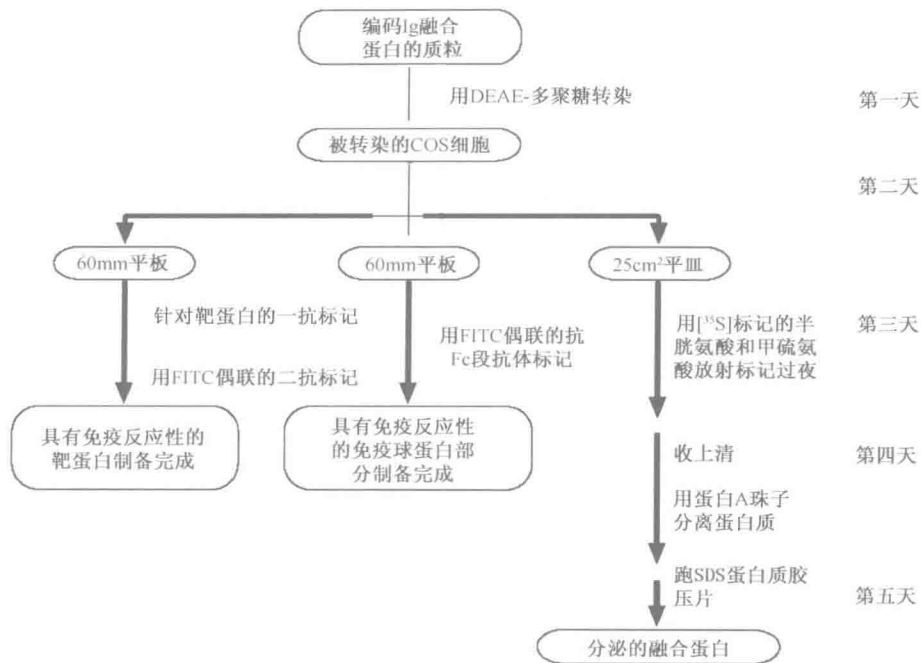 编码Ig融合
蛋白的质粒
用DEAE-多聚糖转染
第一天
被转染的COS细胞
第二天
60mm平板
60mm平板
25cm²平皿
针对靶蛋白的一抗标记
用FITC偶联的二抗标记
用FITC偶联的抗
Fc段抗体标记
用[³⁵S]标记的半
胱氨酸和甲硫氨
酸放射标记过夜
第三天
具有免疫反应性的
靶蛋白制备完成
具有免疫反应性
的免疫球蛋白部
分制备完成
收上清
第四天
用蛋白A珠子
分离蛋白质
跑SDS蛋白质胶
压片
第五天
分泌的融合蛋白